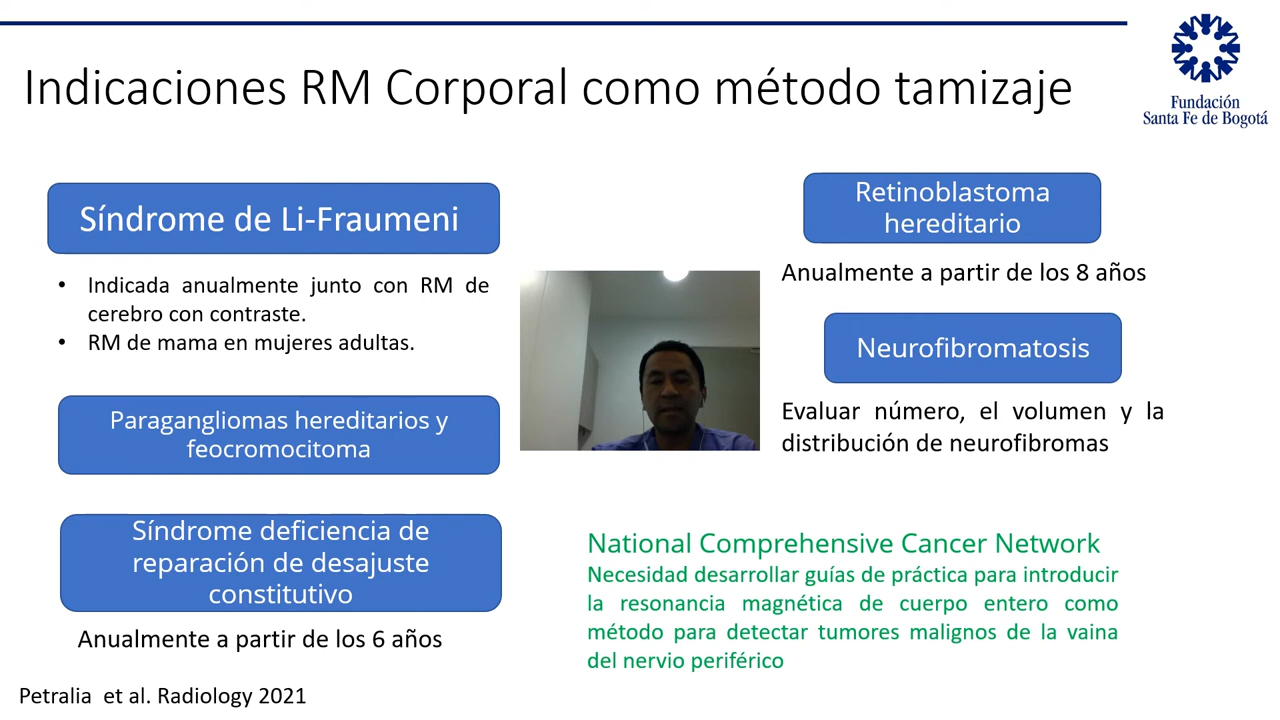 Indicaciones RM Corporal como método tamizaje
Fundación
Santa Fe de Bogotá
Síndrome de Li-Fraumeni
• Indicada anualmente junto con RM de
cerebro con contraste.
• RM de mama en mujeres adultas.
Paragangliomas hereditarios y
feocromocitoma
Síndrome deficiencia de
reparación de desajuste
constitutivo
Anualmente a partir de los 6 años
Retinoblastoma
hereditario
Anualmente a partir de los 8 años
Neurofibromatosis
Evaluar número, el volumen y la
distribución de neurofibromas
National Comprehensive Cancer Network
Necesidad desarrollar guías de práctica para introducir
la resonancia magnética de cuerpo entero como
método para detectar tumores malignos de la vaina
del nervio periférico
Petralia et al. Radiology 2021